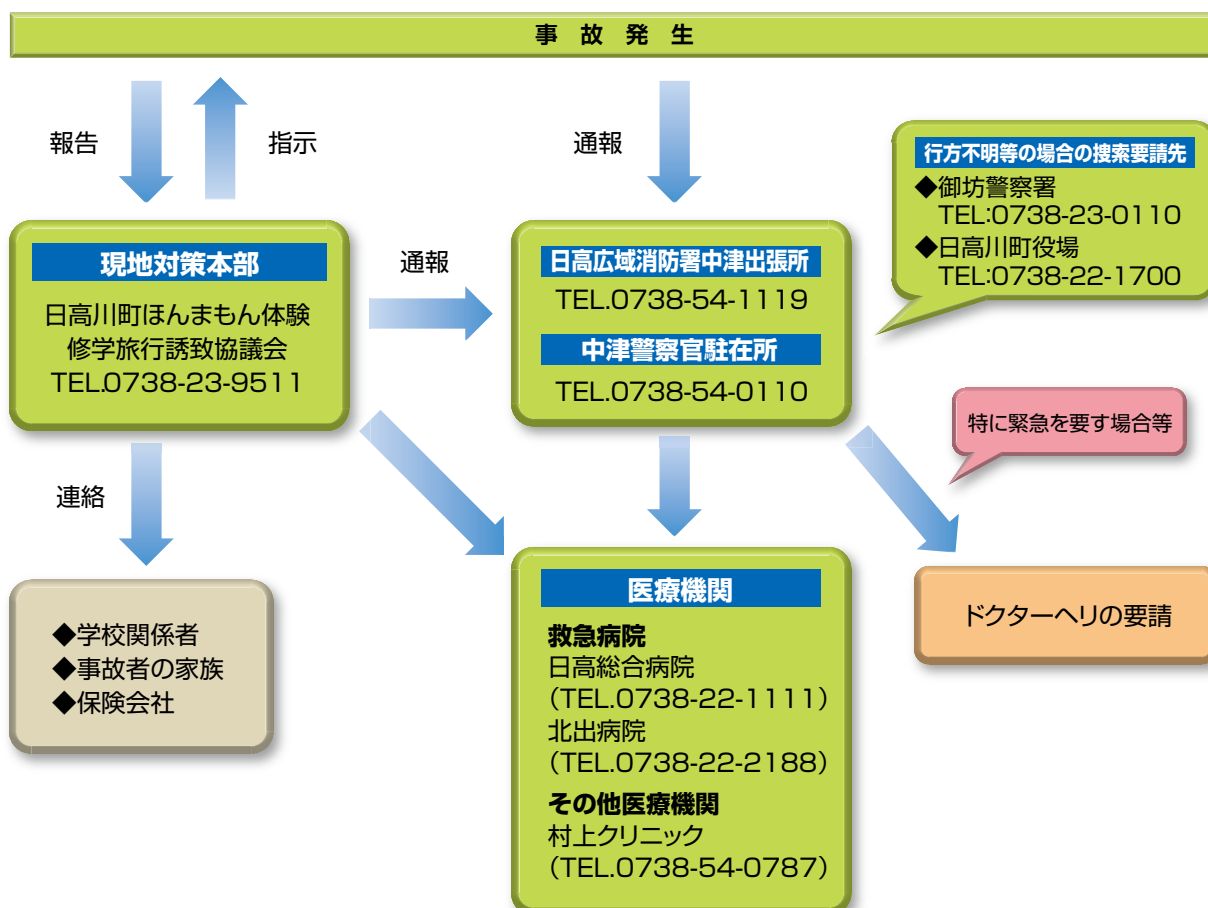 事故発生
報告
指示
通報
行方不明等の場合の捜索要請先
◆御坊警察署
TEL:0738-23-0110
◆日高川町役場
TEL:0738-22-1700
現地対策本部
日高川町ほんまもん体験
修学旅行誘致協議会
TEL.0738-23-9511
通報
日高広域消防署中津出張所
TEL.0738-54-1119
中津警察官駐在所
TEL.0738-54-0110
特に緊急を要す場合等
連絡
◆学校関係者
◆事故者の家族
◆保険会社
医療機関
救急病院
日高総合病院
(TEL.0738-22-1111)
北出病院
(TEL.0738-22-2188)
その他医療機関
村上クリニック
(TEL.0738-54-0787)
ドクターヘリの要請